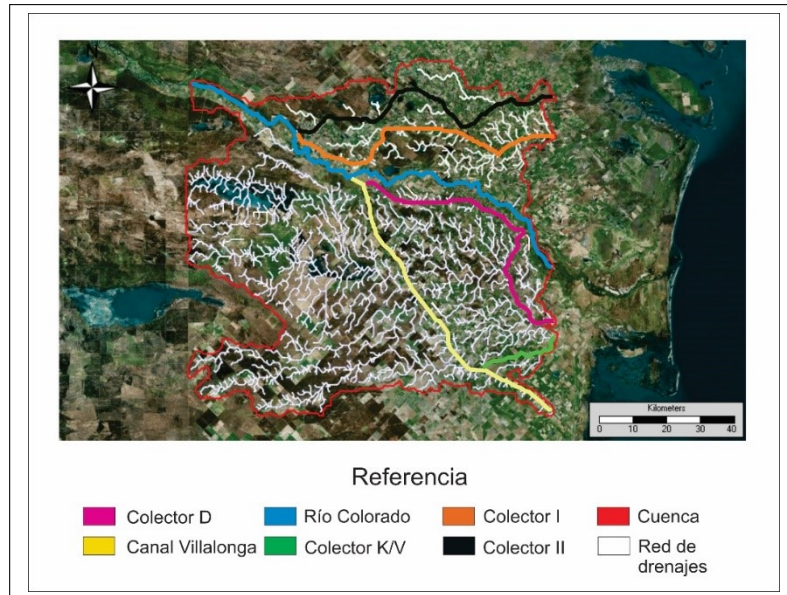 N
Kilometers
0 10 20 30 40
Referencia
Colector D
Río Colorado
Colector I
Cuenca
Canal Villalonga
Colector K/V
Colector II
Red de
drenajes